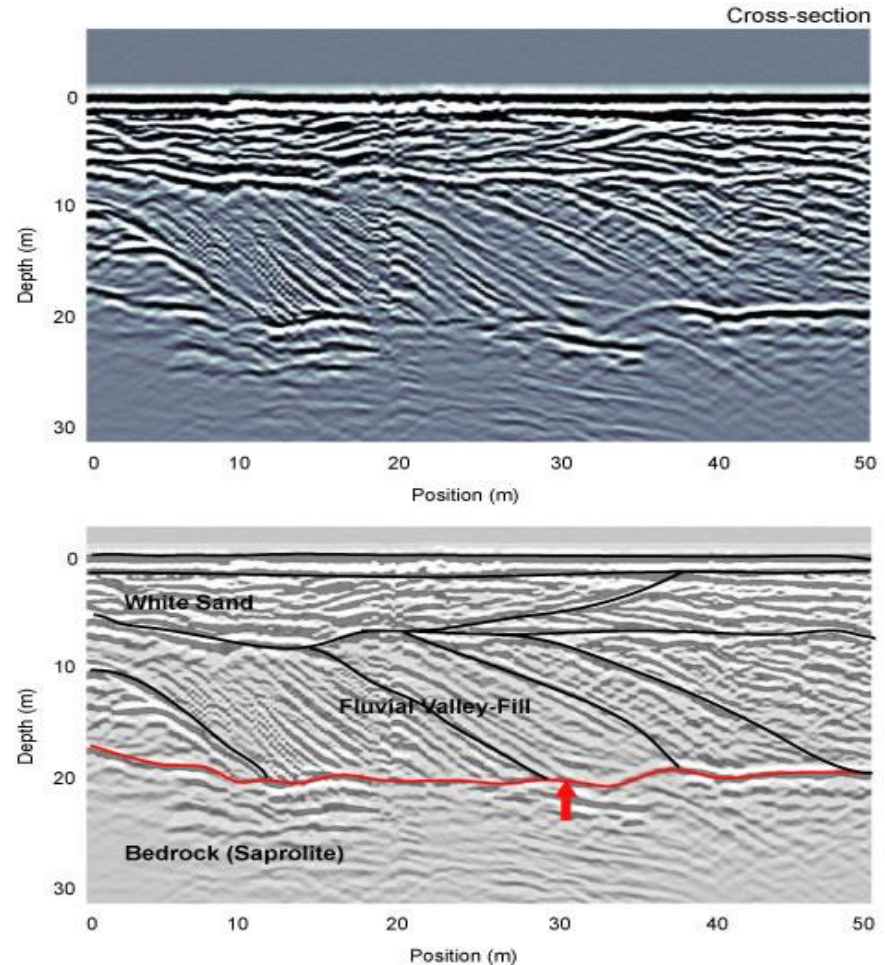 Cross-section
0
10
20
30
Depth (m)
0 10 20 30 40 50
Position (m)
0
10
20
30
Depth (m)
White Sand
Fluvial Valley-Fill
Bedrock (Saprolite)
0 10 20 30 40 50
Position (m)